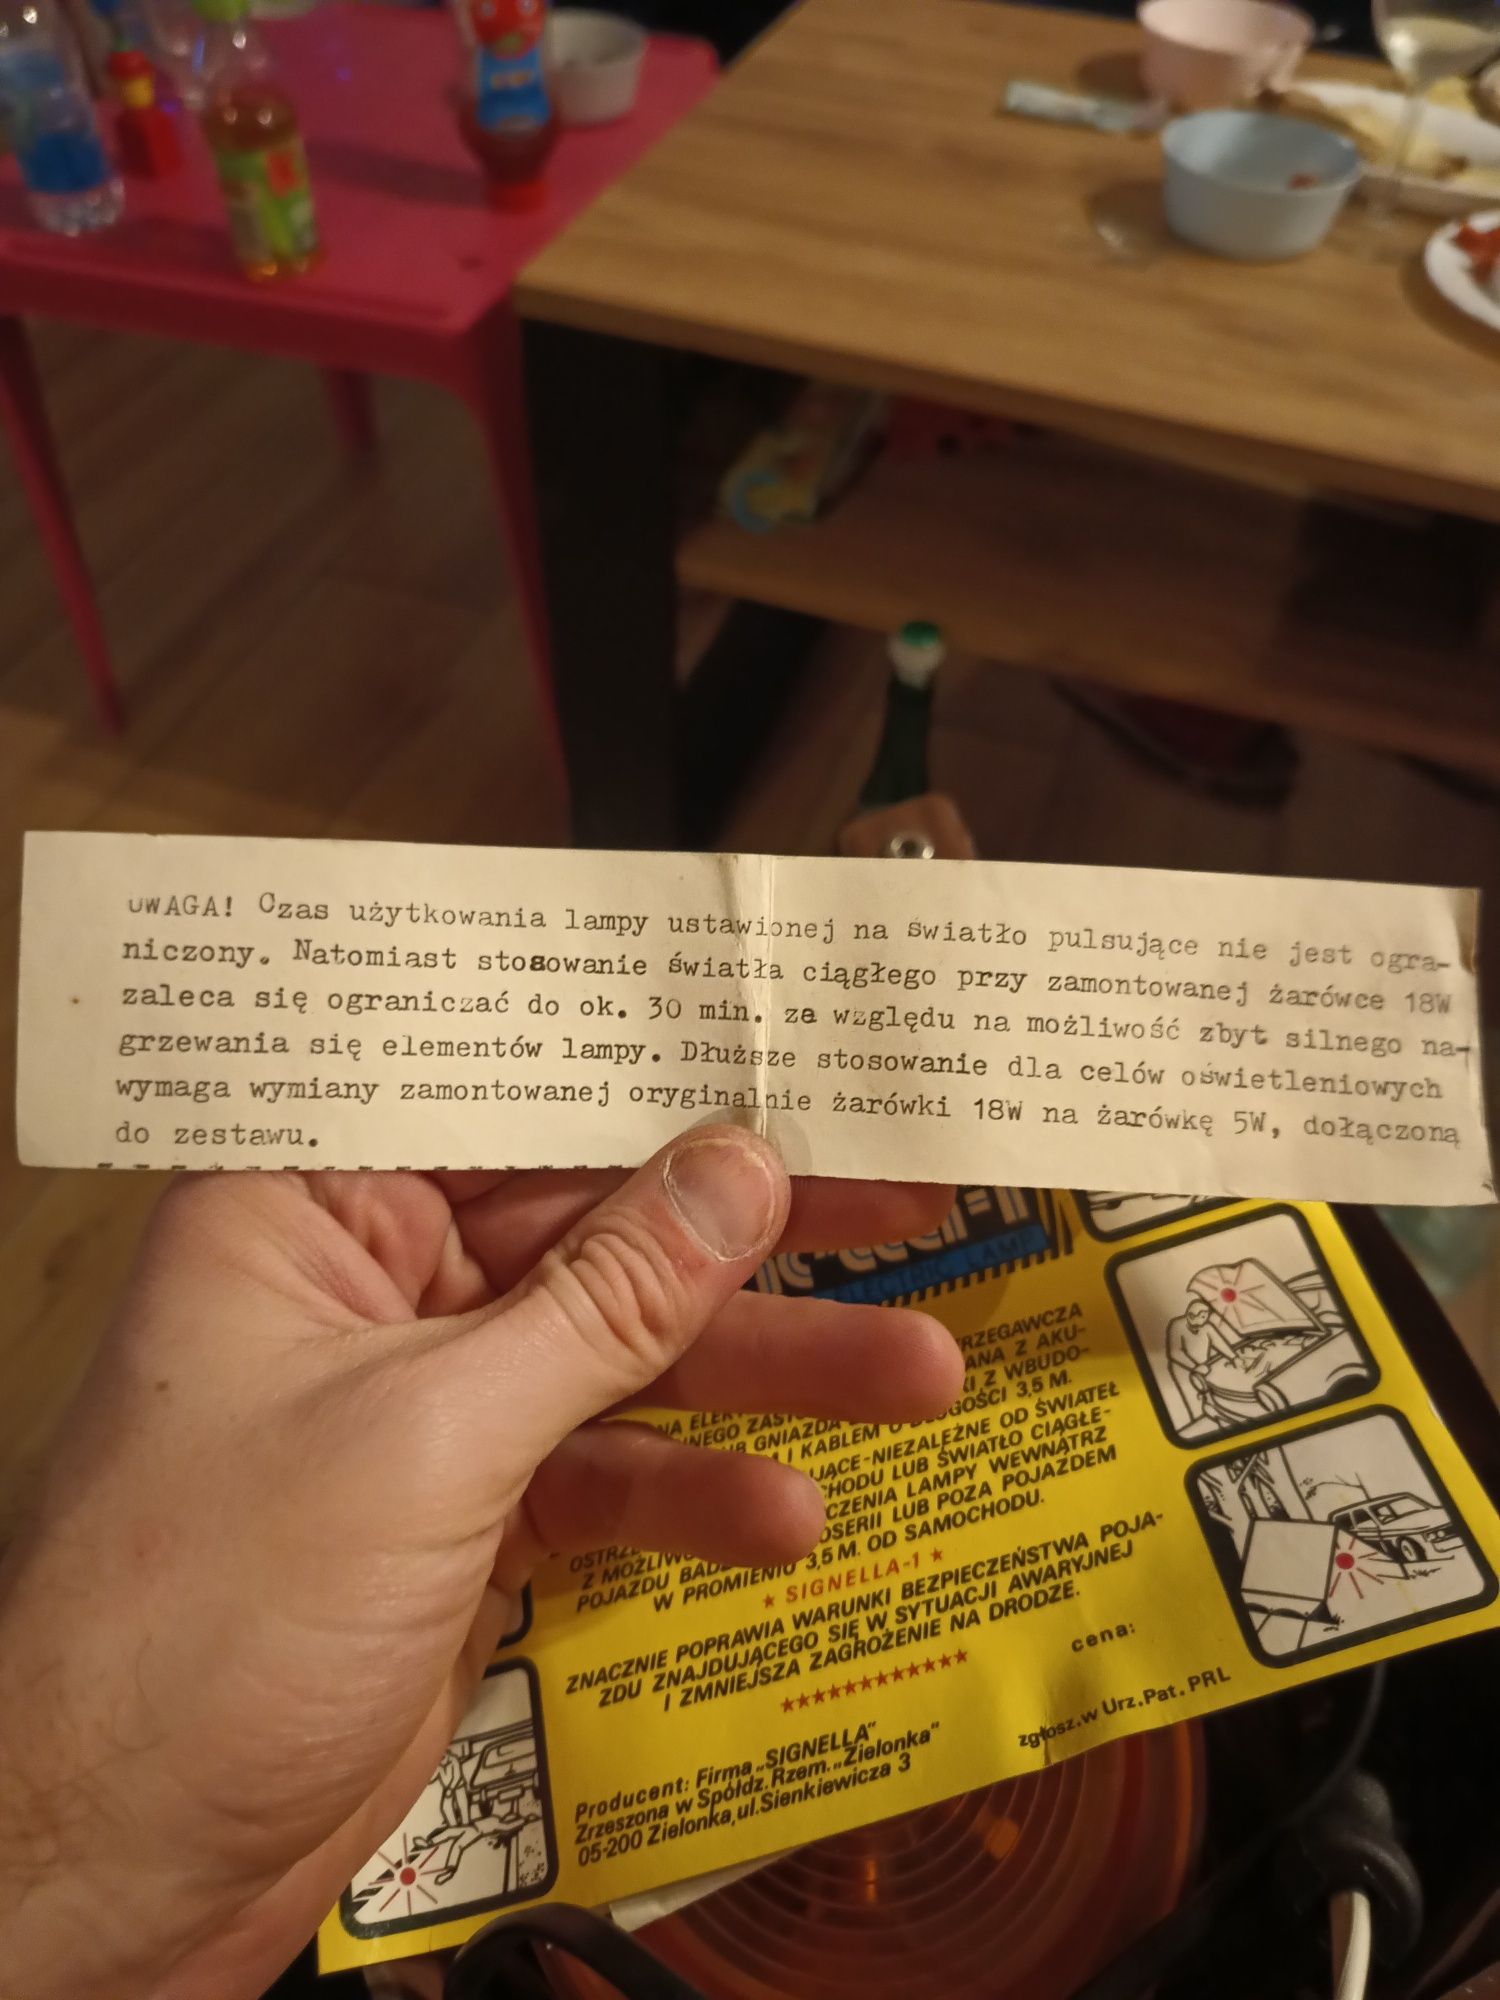 UWAGA! Czas użytkowania lampy ustawionej na światło pulsujące nie jest ogra-
niczony. Natomiast stosowanie światła ciągłego przy zamontowanej żarówce 18W
zaleca się ograniczać do ok. 30 min. ze względu na możliwość zbyt silnego na-
grzewania się elementów lampy. Dłuższe stosowanie dla celów oświetleniowych
wymaga wymiany zamontowanej oryginalnie żarówki 18W na żarówkę 5W, dołączoną
do zestawu.
ELECTRIC LAMP
Z AKU-
Z WBUDO-
GNIAZDA
I KABLEM O DŁUGOŚCI 3,5 M.
-NIEZALEŻNE OD ŚWIATEŁ
LUB ŚWIATŁO CIĄGŁE-
LAMPY WEWNĄTRZ
POJAZDU LUB POZA POJAZDEM
W PROMIENIU 3,5 M. OD SAMOCHODU.
★ SIGNELLA-1 ★
ZNACZNIE POPRAWIA WARUNKI BEZPIECZEŃSTWA POJA-
ZDU ZNAJDUJĄCEGO SIĘ W SYTUACJI AWARYJNEJ
I ZMNIEJSZA ZAGROŻENIE NA DRODZE.
★★★★★★★★★★★★
cena:
zgłosz.w Urz.Pat. PRL
Producent: Firma „SIGNELLA"
Zrzeszona w Spółdz.Rzem.„Zielonka"
05-200 Zielonka,ul.Sienkiewicza 3